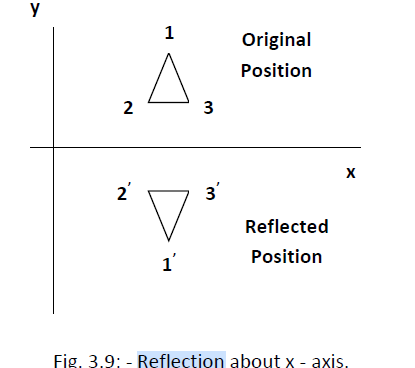 y
1
Original
Position
2
3
x
2′
3′
Reflected
Position
1′
Fig. 3.9: - Reflection about x - axis.